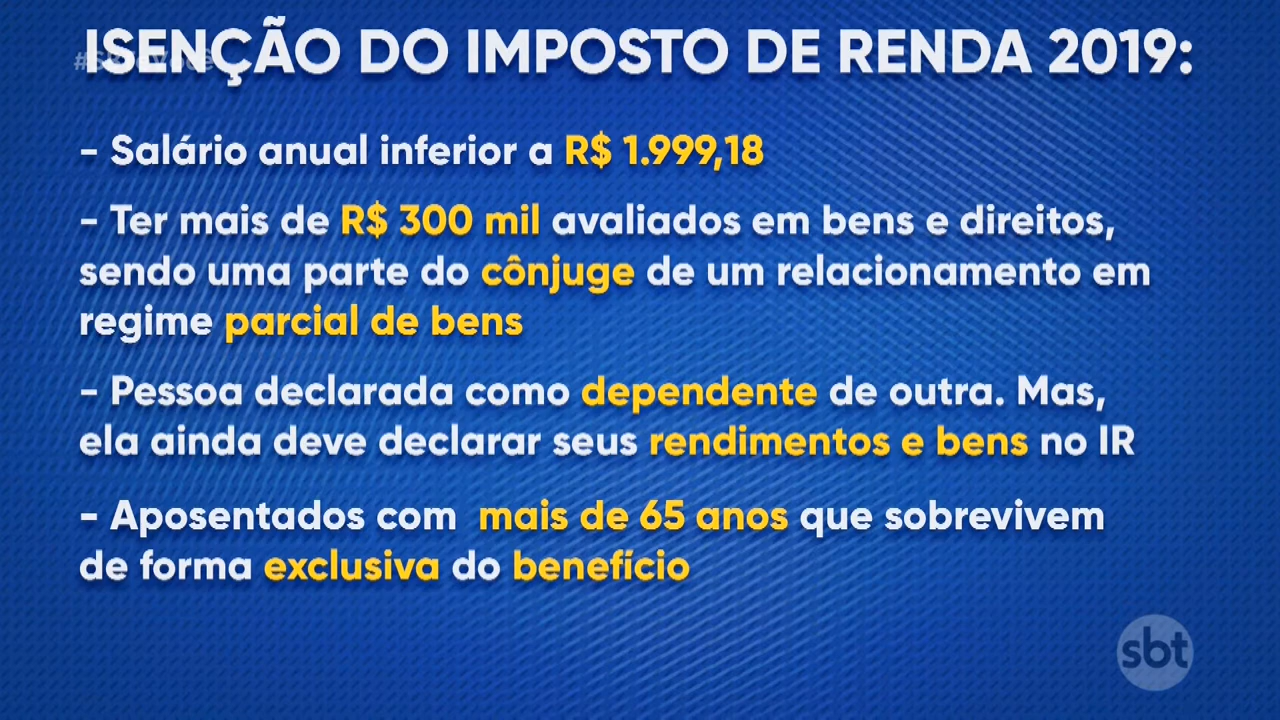 ISENÇÃO DO IMPOSTO DE RENDA 2019:
- Salário anual inferior a R$ 1.999,18
- Ter mais de R$ 300 mil avaliados em bens e direitos,
sendo uma parte do cônjuge de um relacionamento em
regime parcial de bens
- Pessoa declarada como dependente de outra. Mas,
ela ainda deve declarar seus rendimentos e bens no IR
- Aposentados com mais de 65 anos que sobrevivem
de forma exclusiva do benefício
sbt